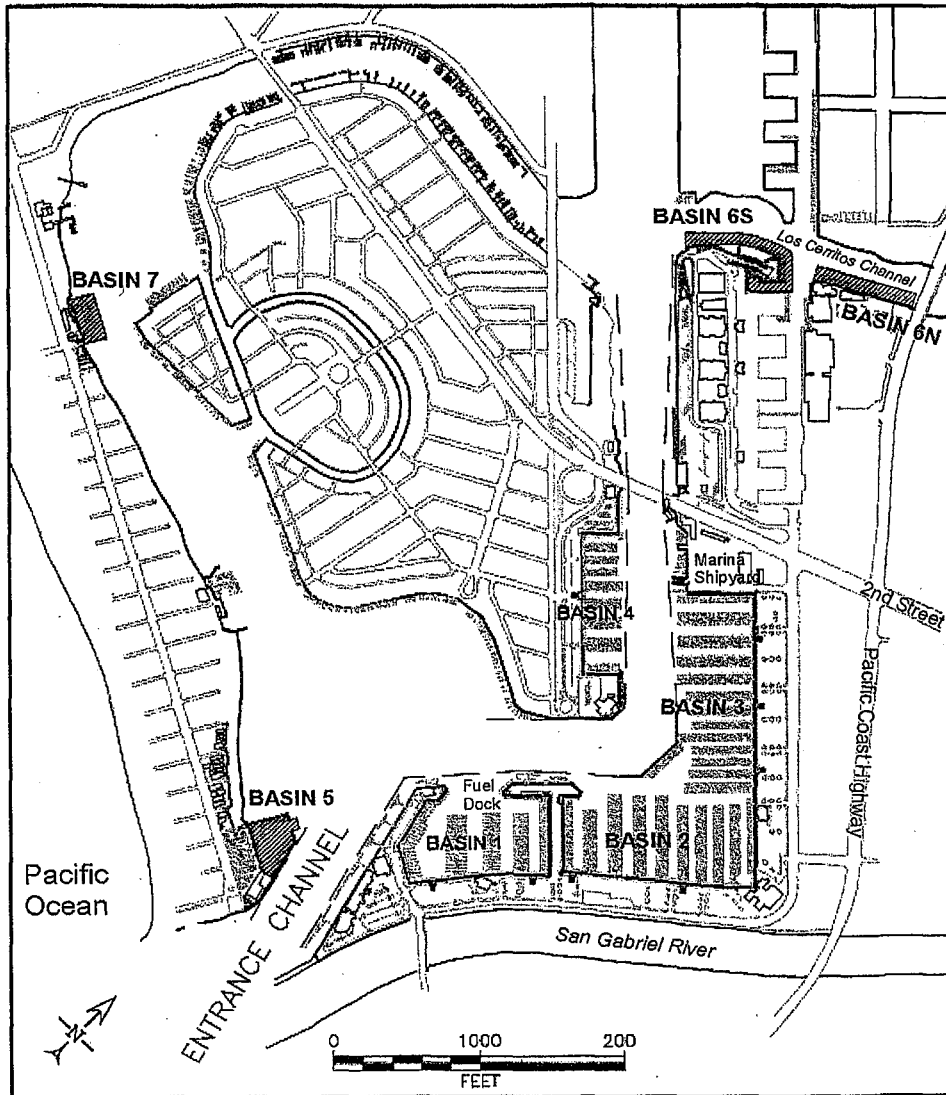 BASIN 6S
Los Cerritos Channel
BASIN 7
BASIN 6N
Marina
Shipyard
2nd Street
BASIN 4
Pacific Coast Highway
BASIN 3
BASIN 5
Fuel
Dock
BASIN 1
BASIN 2
Pacific
Ocean
ENTRANCE CHANNEL
San Gabriel River
N
0 1000 200
FEET